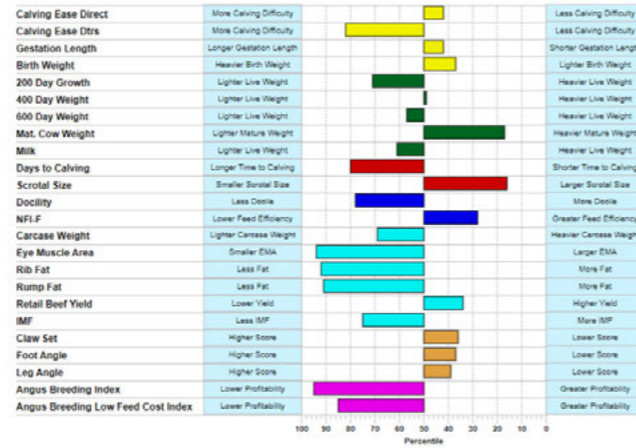 Calving Ease Direct More Calving Difficulty Less Calving Difficulty
Calving Ease Dtrs More Calving Difficulty Less Calving Difficulty
Gestation Length Longer Gestation Length Shorter Gestation Length
Birth Weight Heavier Birth Weight Lighter Birth Weight
200 Day Growth Lighter Live Weight Heavier Live Weight
400 Day Weight Lighter Live Weight Heavier Live Weight
600 Day Weight Lighter Live Weight Heavier Live Weight
Mat. Cow Weight Lighter Mature Weight Heavier Mature Weight
Milk Lighter Live Weight Heavier Live Weight
Days to Calving Longer Time to Calving Shorter Time to Calving
Scrotal Size Smaller Scrotal Size Larger Scrotal Size
Docility Less Docile More Docile
NFI-F Lower Feed Efficiency Greater Feed Efficiency
Carcase Weight Lighter Carcase Weight Heavier Carcase Weight
Eye Muscle Area Smaller EMA Larger EMA
Rib Fat Less Fat More Fat
Rump Fat Less Fat More Fat
Retail Beef Yield Lower Yield Higher Yield
IMF Less IMF More IMF
Claw Set Higher Score Lower Score
Foot Angle Higher Score Lower Score
Leg Angle Higher Score Lower Score
Angus Breeding Index Lower Profitability Greater Profitability
Angus Breeding Low Feed Cost Index Lower Profitability Greater Profitability
100 90 80 70 60 50 40 30 20 10 0
Percentile